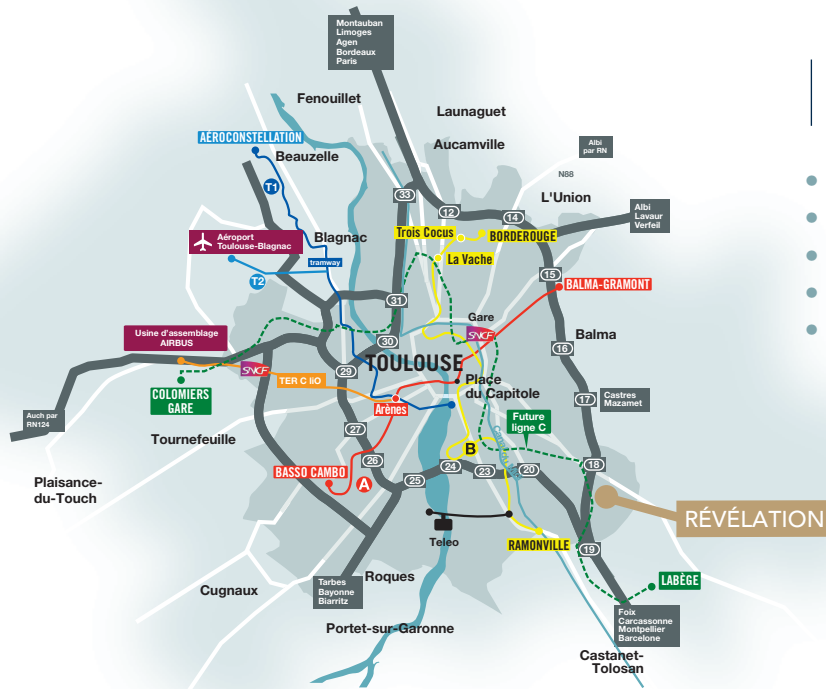 Montauban
Limoges
Agen
Bordeaux
Paris
Fenouillet
Launaguet
AÉROCONSTELLATION
Aucamville
Albi
par RN
Beauzelle
N88
T1
33
L'Union
12
14
Albi
Lavaur
Verfeil
Trois Cocus
BORDEROUGE
Aéroport
Toulouse-Blagnac
Blagnac
La Vache
tramway
T2
15
BALMA-GRAMONT
31
Gare
Usine d'assemblage
AIRBUS
SNCF
Balma
30
16
TOULOUSE
SNCF
29
TER C liO
Place
du Capitole
COLOMIERS
GARE
Arènes
17
Castres
Mazamet
Auch par
RN124
Future
ligne C
27
Tournefeuille
B
26
24
18
BASSO CAMBO
A
25
23
20
Plaisance-
du-Touch
RÉVÉLATION
Teleo
RAMONVILLE
19
Roques
LABÈGE
Tarbes
Bayonne
Biarritz
Cugnaux
Foix
Carcassonne
Montpellier
Barcelone
Portet-sur-Garonne
Castanet-
Tolosan